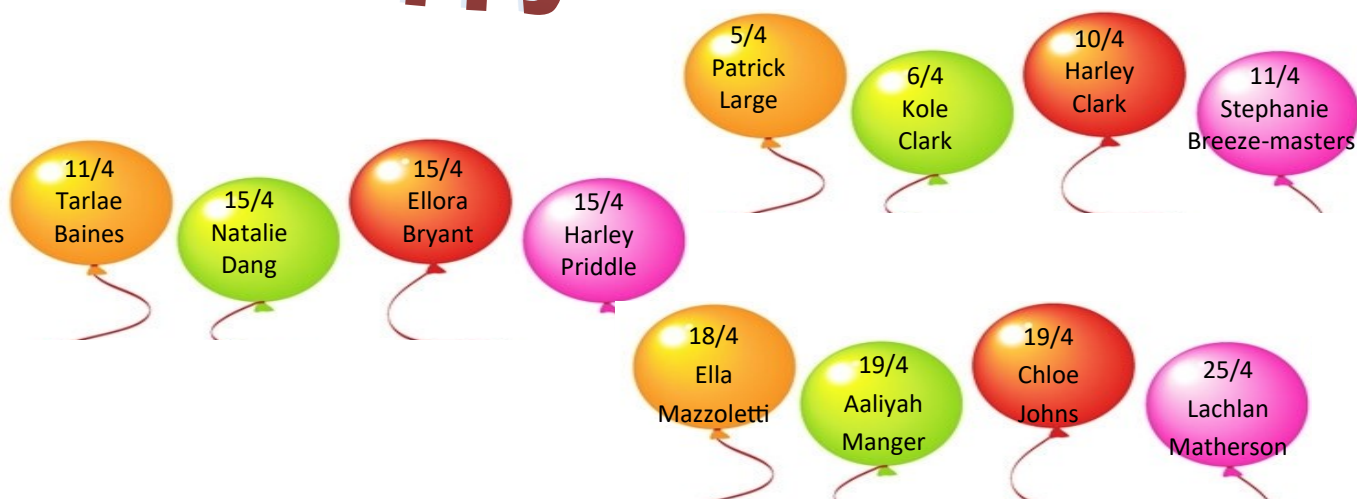 5/4
Patrick
Large
6/4
Kole
Clark
10/4
Harley
Clark
11/4
Stephanie
Breeze-masters
11/4
Tarlae
Baines
15/4
Natalie
Dang
15/4
Ellora
Bryant
15/4
Harley
Priddle
18/4
Ella
Mazzoletti
19/4
Aaliyah
Manger
19/4
Chloe
Johns
25/4
Lachlan
Matherson